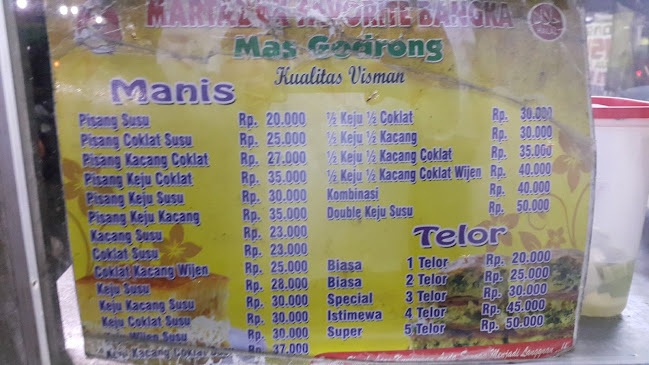 FAVORITE BANGKA
Mas Gondrong
Kualitas Visman
Manis
Pisang Susu Rp. 20.000
Pisang Coklat Susu Rp. 25.000
Pisang Kacang Coklat Rp. 27.000
Pisang Keju Coklat Rp. 35.000
Pisang Keju Susu Rp. 30.000
Pisang Keju Kacang Rp. 35.000
Kacang Susu Rp. 23.000
Coklat Susu Rp. 23.000
Coklat Kacang Wijen Rp. 25.000
Keju Susu Rp. 28.000
Keju Kacang Susu Rp. 30.000
Keju Coklat Susu Rp. 30.000
Wijen Susu Rp. 30.000
Keju Kacang Coklat Rp. 37.000
½ Keju ½ Coklat Rp. 30.000
½ Keju ½ Kacang Rp. 30.000
½ Keju ½ Kacang Coklat Rp. 35.000
½ Keju ½ Kacang Coklat Wijen Rp. 40.000
Kombinasi Rp. 40.000
Double Keju Susu Rp. 50.000
Telor
Biasa 1 Telor Rp. 20.000
Biasa 2 Telor Rp. 25.000
Special 3 Telor Rp. 30.000
Istimewa 4 Telor Rp. 45.000
Super 5 Telor Rp. 50.000